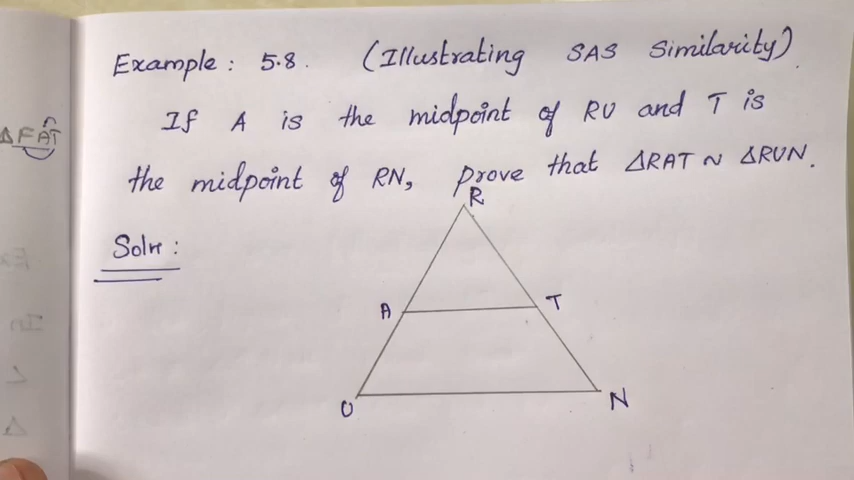 Example: 5.8. (Illustrating SAS Similarity)
If A is the midpoint of RU and T is
the midpoint of RN, prove that ΔRAT ~ ΔRUN.
Soln:
R
A
T
U
N
ΔFAT